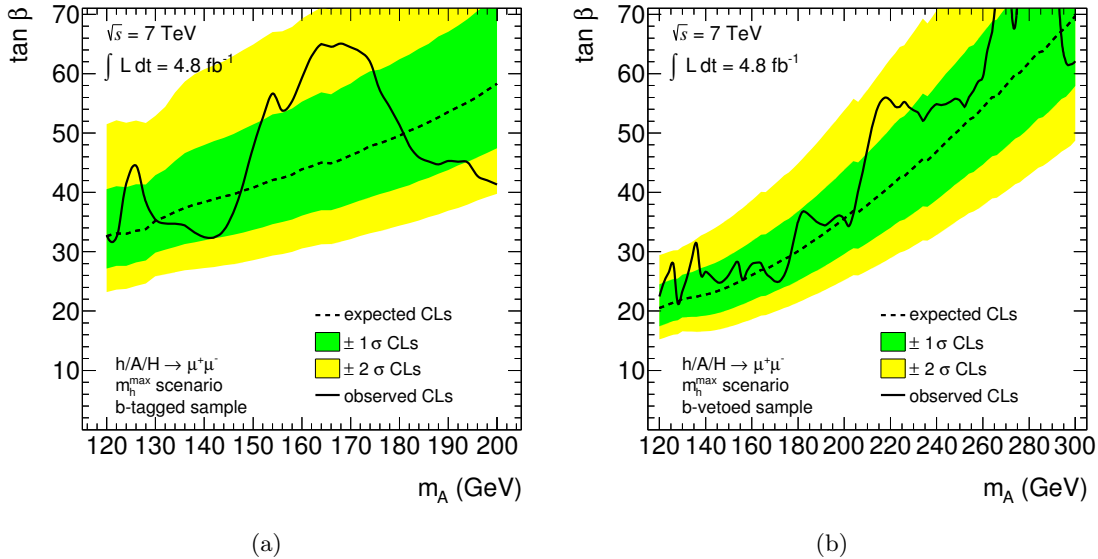 tan β
70
60
50
40
30
20
10
√s = 7 TeV
∫ L dt = 4.8 fb⁻¹
expected CLs
± 1 σ CLs
± 2 σ CLs
observed CLs
h/A/H → μ⁺μ⁻
m_h^max scenario
b-tagged sample
120 130 140 150 160 170 180 190 200
m_A (GeV)
(a)
tan β
70
60
50
40
30
20
10
√s = 7 TeV
∫ L dt = 4.8 fb⁻¹
expected CLs
± 1 σ CLs
± 2 σ CLs
observed CLs
h/A/H → μ⁺μ⁻
m_h^max scenario
b-vetoed sample
120 140 160 180 200 220 240 260 280 300
m_A (GeV)
(b)